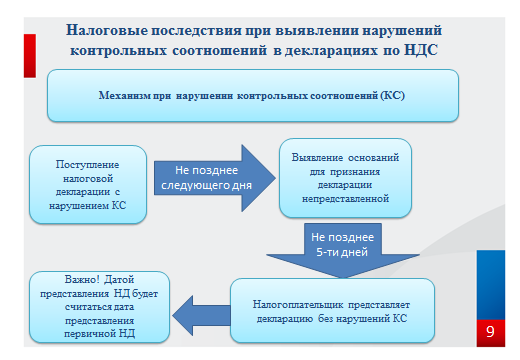 Налоговые последствия при выявлении нарушений
контрольных соотношений в декларациях по НДС
Механизм при нарушении контрольных соотношений (КС)
Поступление
налоговой
декларации с
нарушением КС
Не позднее
следующего дня
Выявление оснований
для признания
декларации
непредставленной
Не позднее
5-ти дней
Налогоплательщик представляет
декларацию без нарушений КС
Важно! Датой
представления НД будет
считаться дата
представления
первичной НД
9